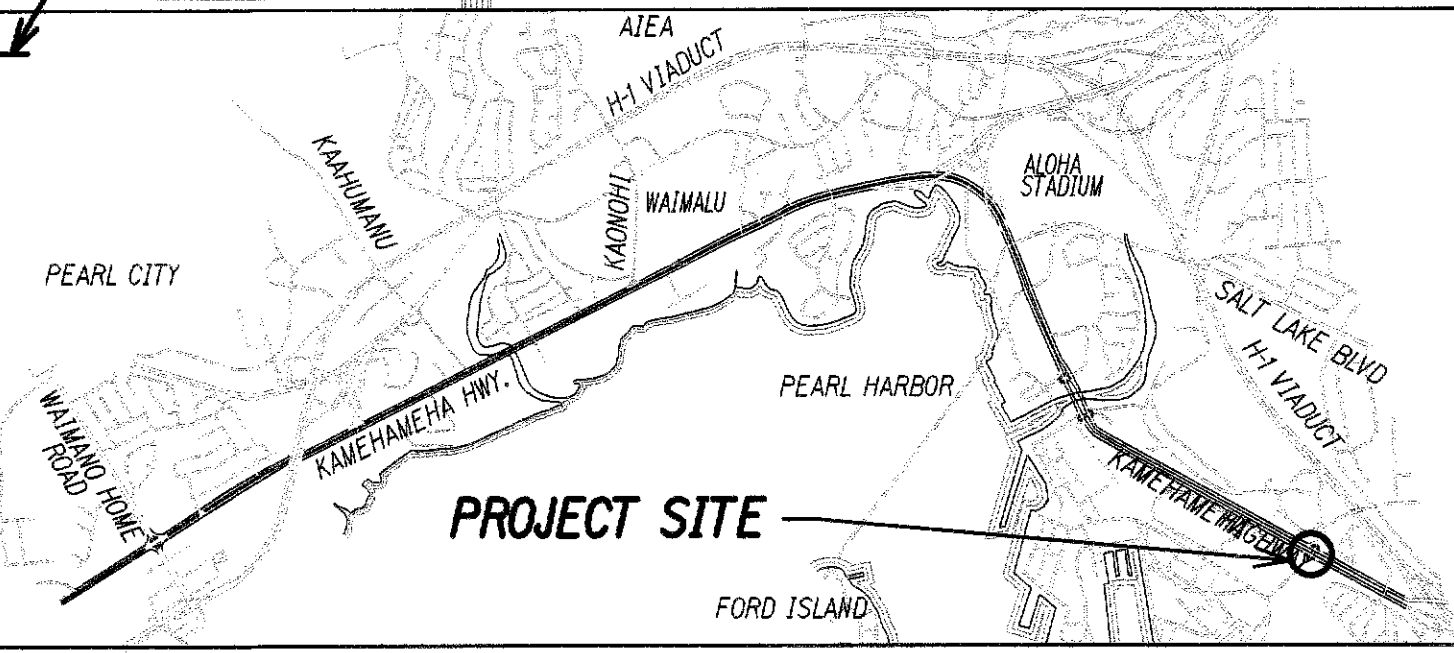 AIEA
H-1 VIADUCT
KAAHUMANU
KAONOHI
WAIMALU
ALOHA
STADIUM
PEARL CITY
SALT LAKE BLVD
H-1 VIADUCT
PEARL HARBOR
WAIMANO HOME
ROAD
KAMEHAMEHA HWY.
KAMEHAMEHA
PROJECT SITE
FORD ISLAND